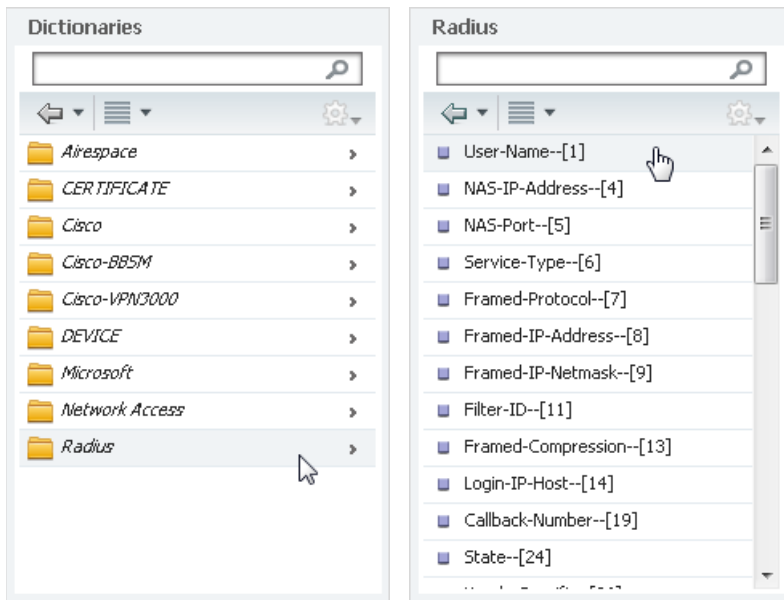 Dictionaries
Airespace
CERTIFICATE
Cisco
Cisco-BBSM
Cisco-VPN3000
DEVICE
Microsoft
Network Access
Radius
Radius
User-Name--[1]
NAS-IP-Address--[4]
NAS-Port--[5]
Service-Type--[6]
Framed-Protocol--[7]
Framed-IP-Address--[8]
Framed-IP-Netmask--[9]
Filter-ID--[11]
Framed-Compression--[13]
Login-IP-Host--[14]
Callback-Number--[19]
State--[24]